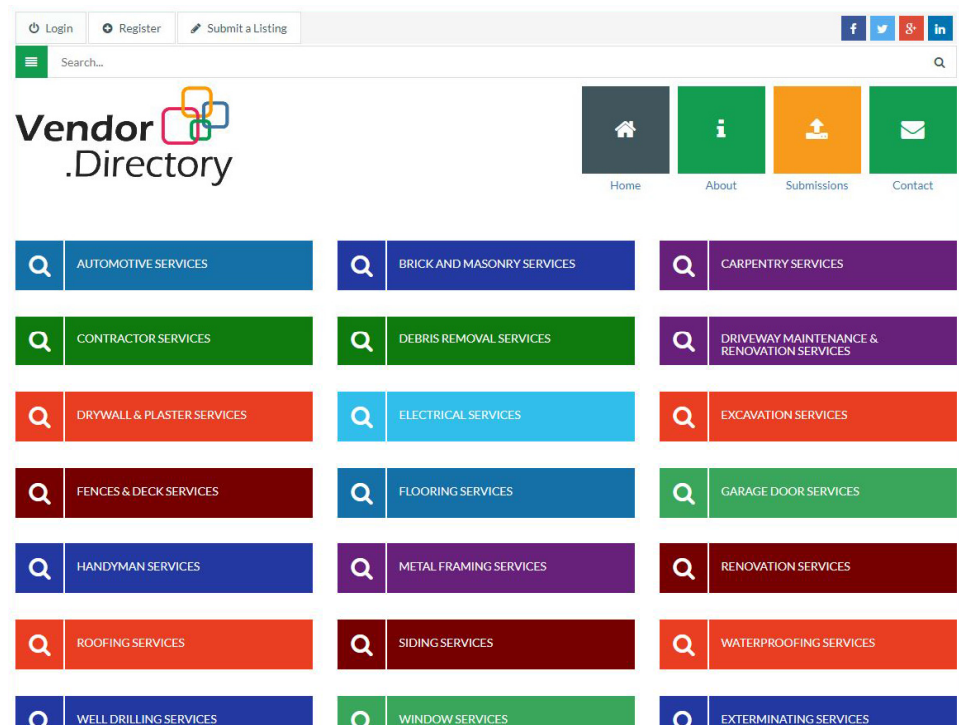 Login
Register
Submit a Listing
f
8+
in
Search...
Vendor
.Directory
Home
About
Submissions
Contact
AUTOMOTIVE SERVICES
BRICK AND MASONRY SERVICES
CARPENTRY SERVICES
CONTRACTOR SERVICES
DEBRIS REMOVAL SERVICES
DRIVEWAY MAINTENANCE &
RENOVATION SERVICES
DRYWALL & PLASTER SERVICES
ELECTRICAL SERVICES
EXCAVATION SERVICES
FENCES & DECK SERVICES
FLOORING SERVICES
GARAGE DOOR SERVICES
HANDYMAN SERVICES
METAL FRAMING SERVICES
RENOVATION SERVICES
ROOFING SERVICES
SIDING SERVICES
WATERPROOFING SERVICES
WELL DRILLING SERVICES
WINDOW SERVICES
EXTERMINATING SERVICES